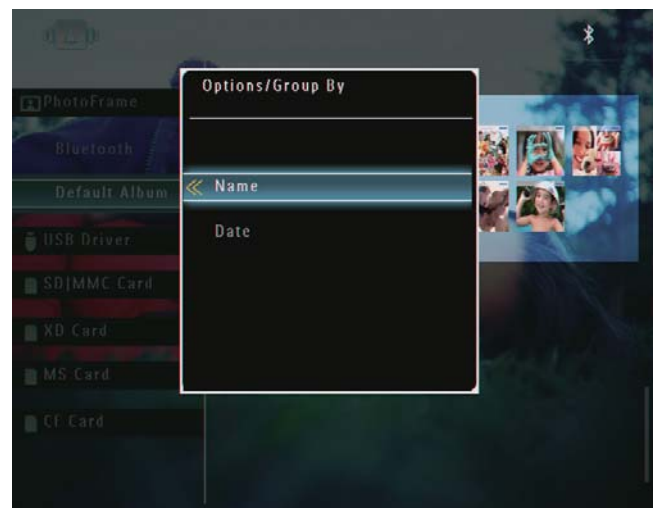 Options/Group By
Name
Date
PhotoFrame
Bluetooth
Default Album
USB Driver
SD|MMC Card
XD Card
MS Card
CF Card